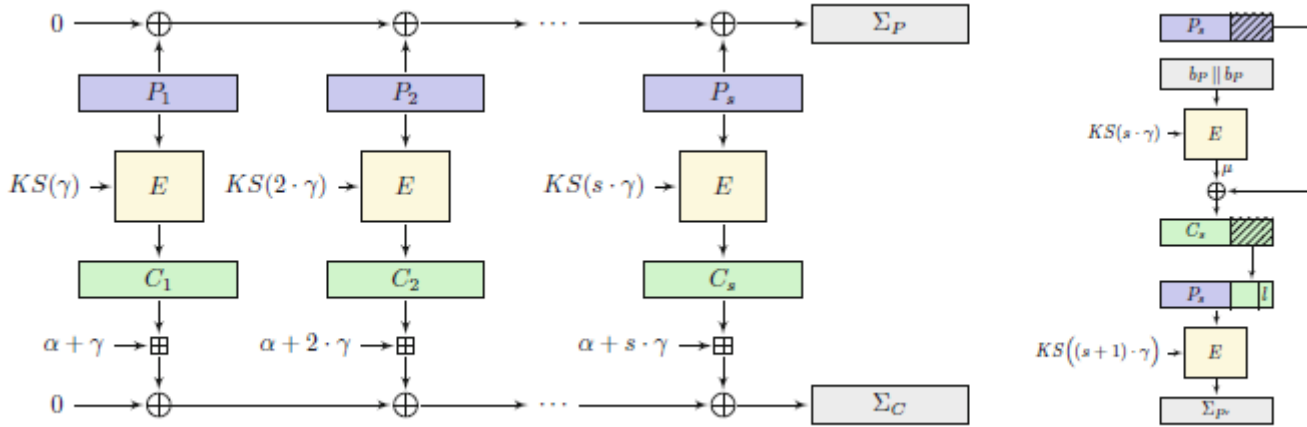 0 ⊕ ⊕ ··· ⊕ Σ_P
P_1 P_2 P_s
KS(γ) E KS(2 · γ) E KS(s · γ) E
C_1 C_2 C_s
α + γ ⊞ α + 2 · γ ⊞ α + s · γ ⊞
0 ⊕ ⊕ ··· ⊕ Σ_C
P_s
b_P || b_P
KS(s · γ) E
μ
⊕
C_s
P_s l
KS((s + 1) · γ) E